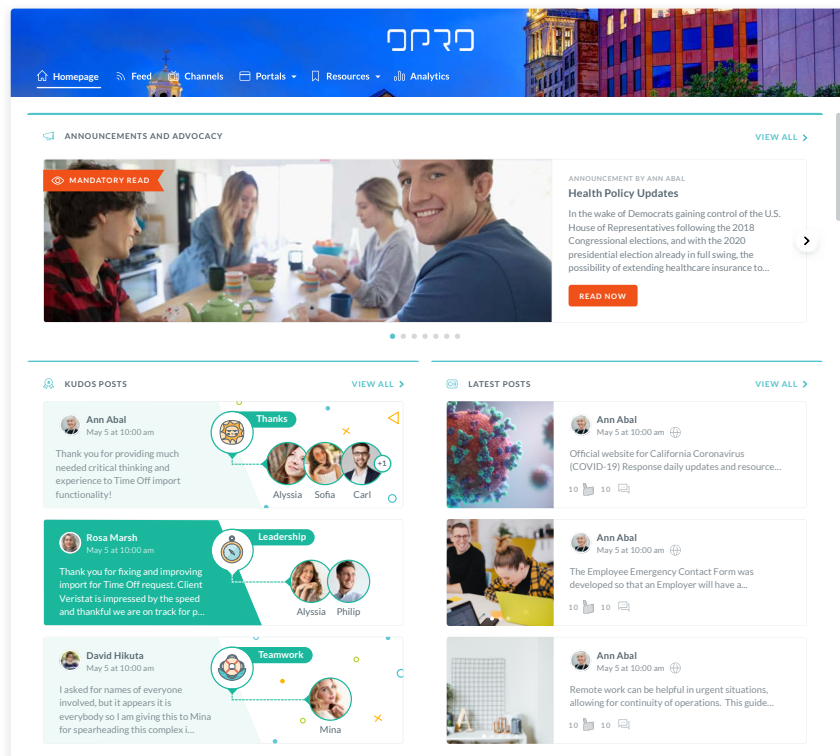 OPRO
Homepage
Feed
Channels
Portals
Resources
Analytics
ANNOUNCEMENTS AND ADVOCACY
VIEW ALL
MANDATORY READ
ANNOUNCEMENT BY ANN ABAL
Health Policy Updates
In the wake of Democrats gaining control of the U.S.
House of Representatives following the 2018
Congressional elections, and with the 2020
presidential election already in full swing, the
possibility of extending healthcare insurance to...
READ NOW
KUDOS POSTS
VIEW ALL
Ann Abal
May 5 at 10:00 am
Thank you for providing much
needed critical thinking and
experience to Time Off import
functionality!
Thanks
+1
Alyssia
Sofia
Carl
Rosa Marsh
May 5 at 10:00 am
Thank you for fixing and improving
import for Time Off request. Client
Veristat is impressed by the speed
and thankful we are on track for p...
Leadership
Alyssia
Philip
David Hikuta
May 5 at 10:00 am
I asked for names of everyone
involved, but it appears it is
everybody so I am giving this to Mina
for spearheading this complex i...
Teamwork
Mina
LATEST POSTS
VIEW ALL
Ann Abal
May 5 at 10:00 am
Official website for California Coronavirus
(COVID-19) Response daily updates and resource...
10 10
Ann Abal
May 5 at 10:00 am
The Employee Emergency Contact Form was
developed so that an Employer will have a...
10 10
Ann Abal
May 5 at 10:00 am
Remote work can be helpful in urgent situations,
allowing for continuity of operations. This guide...
10 10